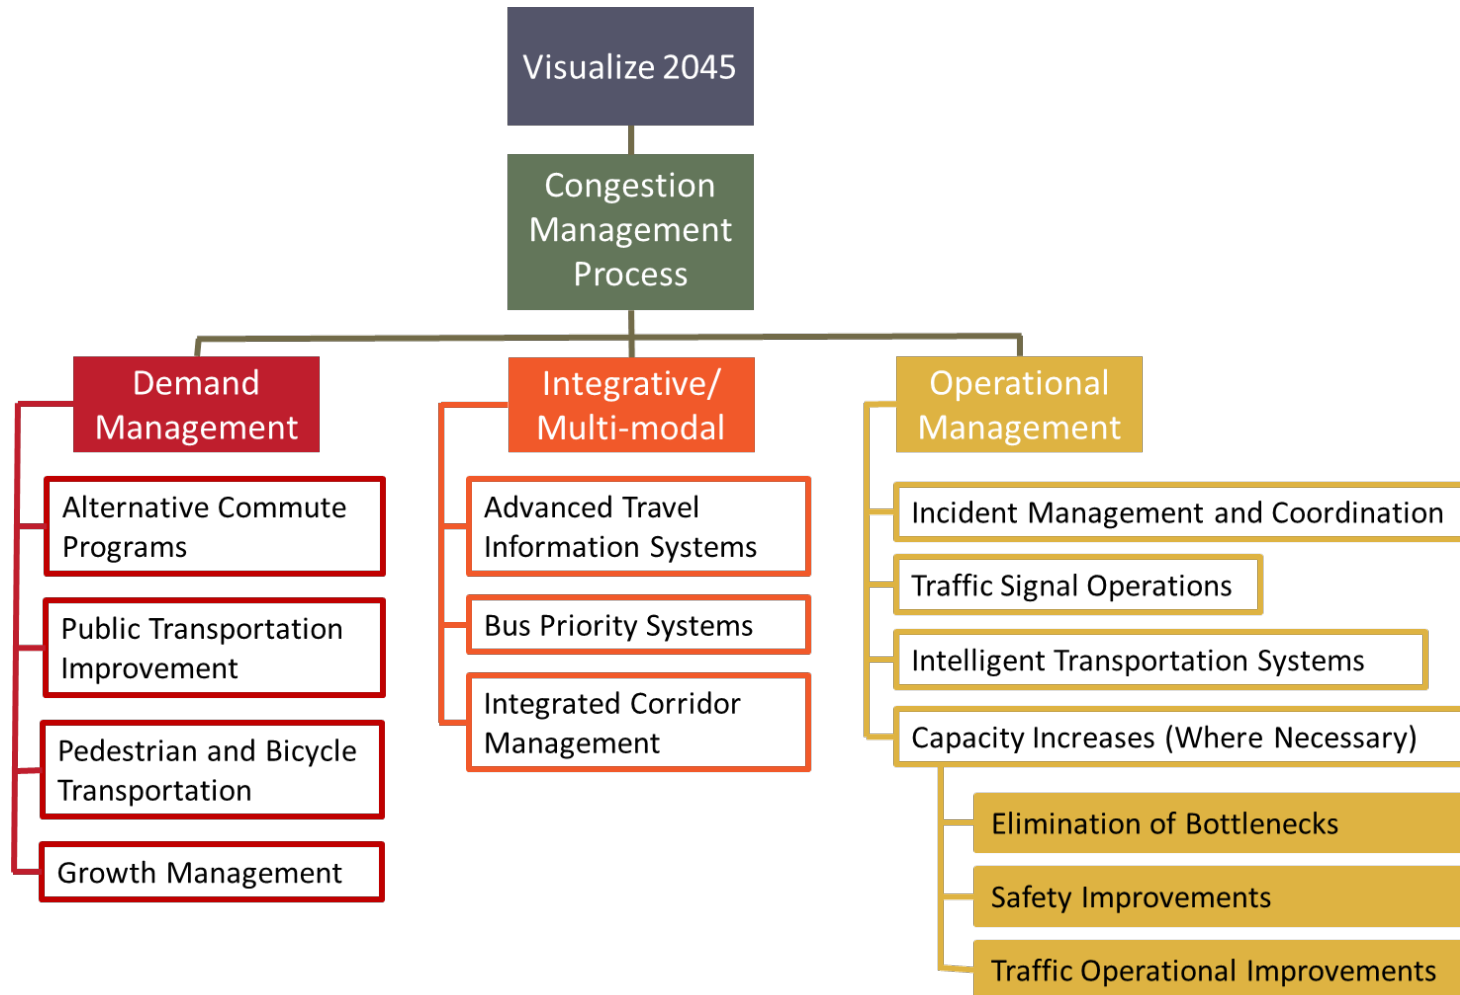 Visualize 2045
Congestion
Management
Process
Demand
Management
Alternative Commute
Programs
Public Transportation
Improvement
Pedestrian and Bicycle
Transportation
Growth Management
Integrative/
Multi-modal
Advanced Travel
Information Systems
Bus Priority Systems
Integrated Corridor
Management
Operational
Management
Incident Management and Coordination
Traffic Signal Operations
Intelligent Transportation Systems
Capacity Increases (Where Necessary)
Elimination of Bottlenecks
Safety Improvements
Traffic Operational Improvements